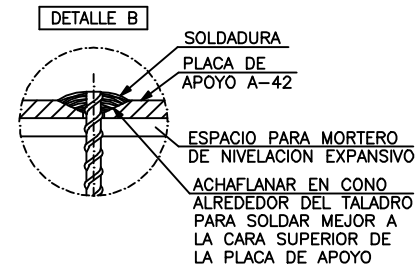 DETALLE B
SOLDADURA
PLACA DE
APOYO A-42
ESPACIO PARA MORTERO
DE NIVELACION EXPANSIVO
ACHAFLANAR EN CONO
ALREDEDOR DEL TALADRO
PARA SOLDAR MEJOR A
LA CARA SUPERIOR DE
LA PLACA DE APOYO